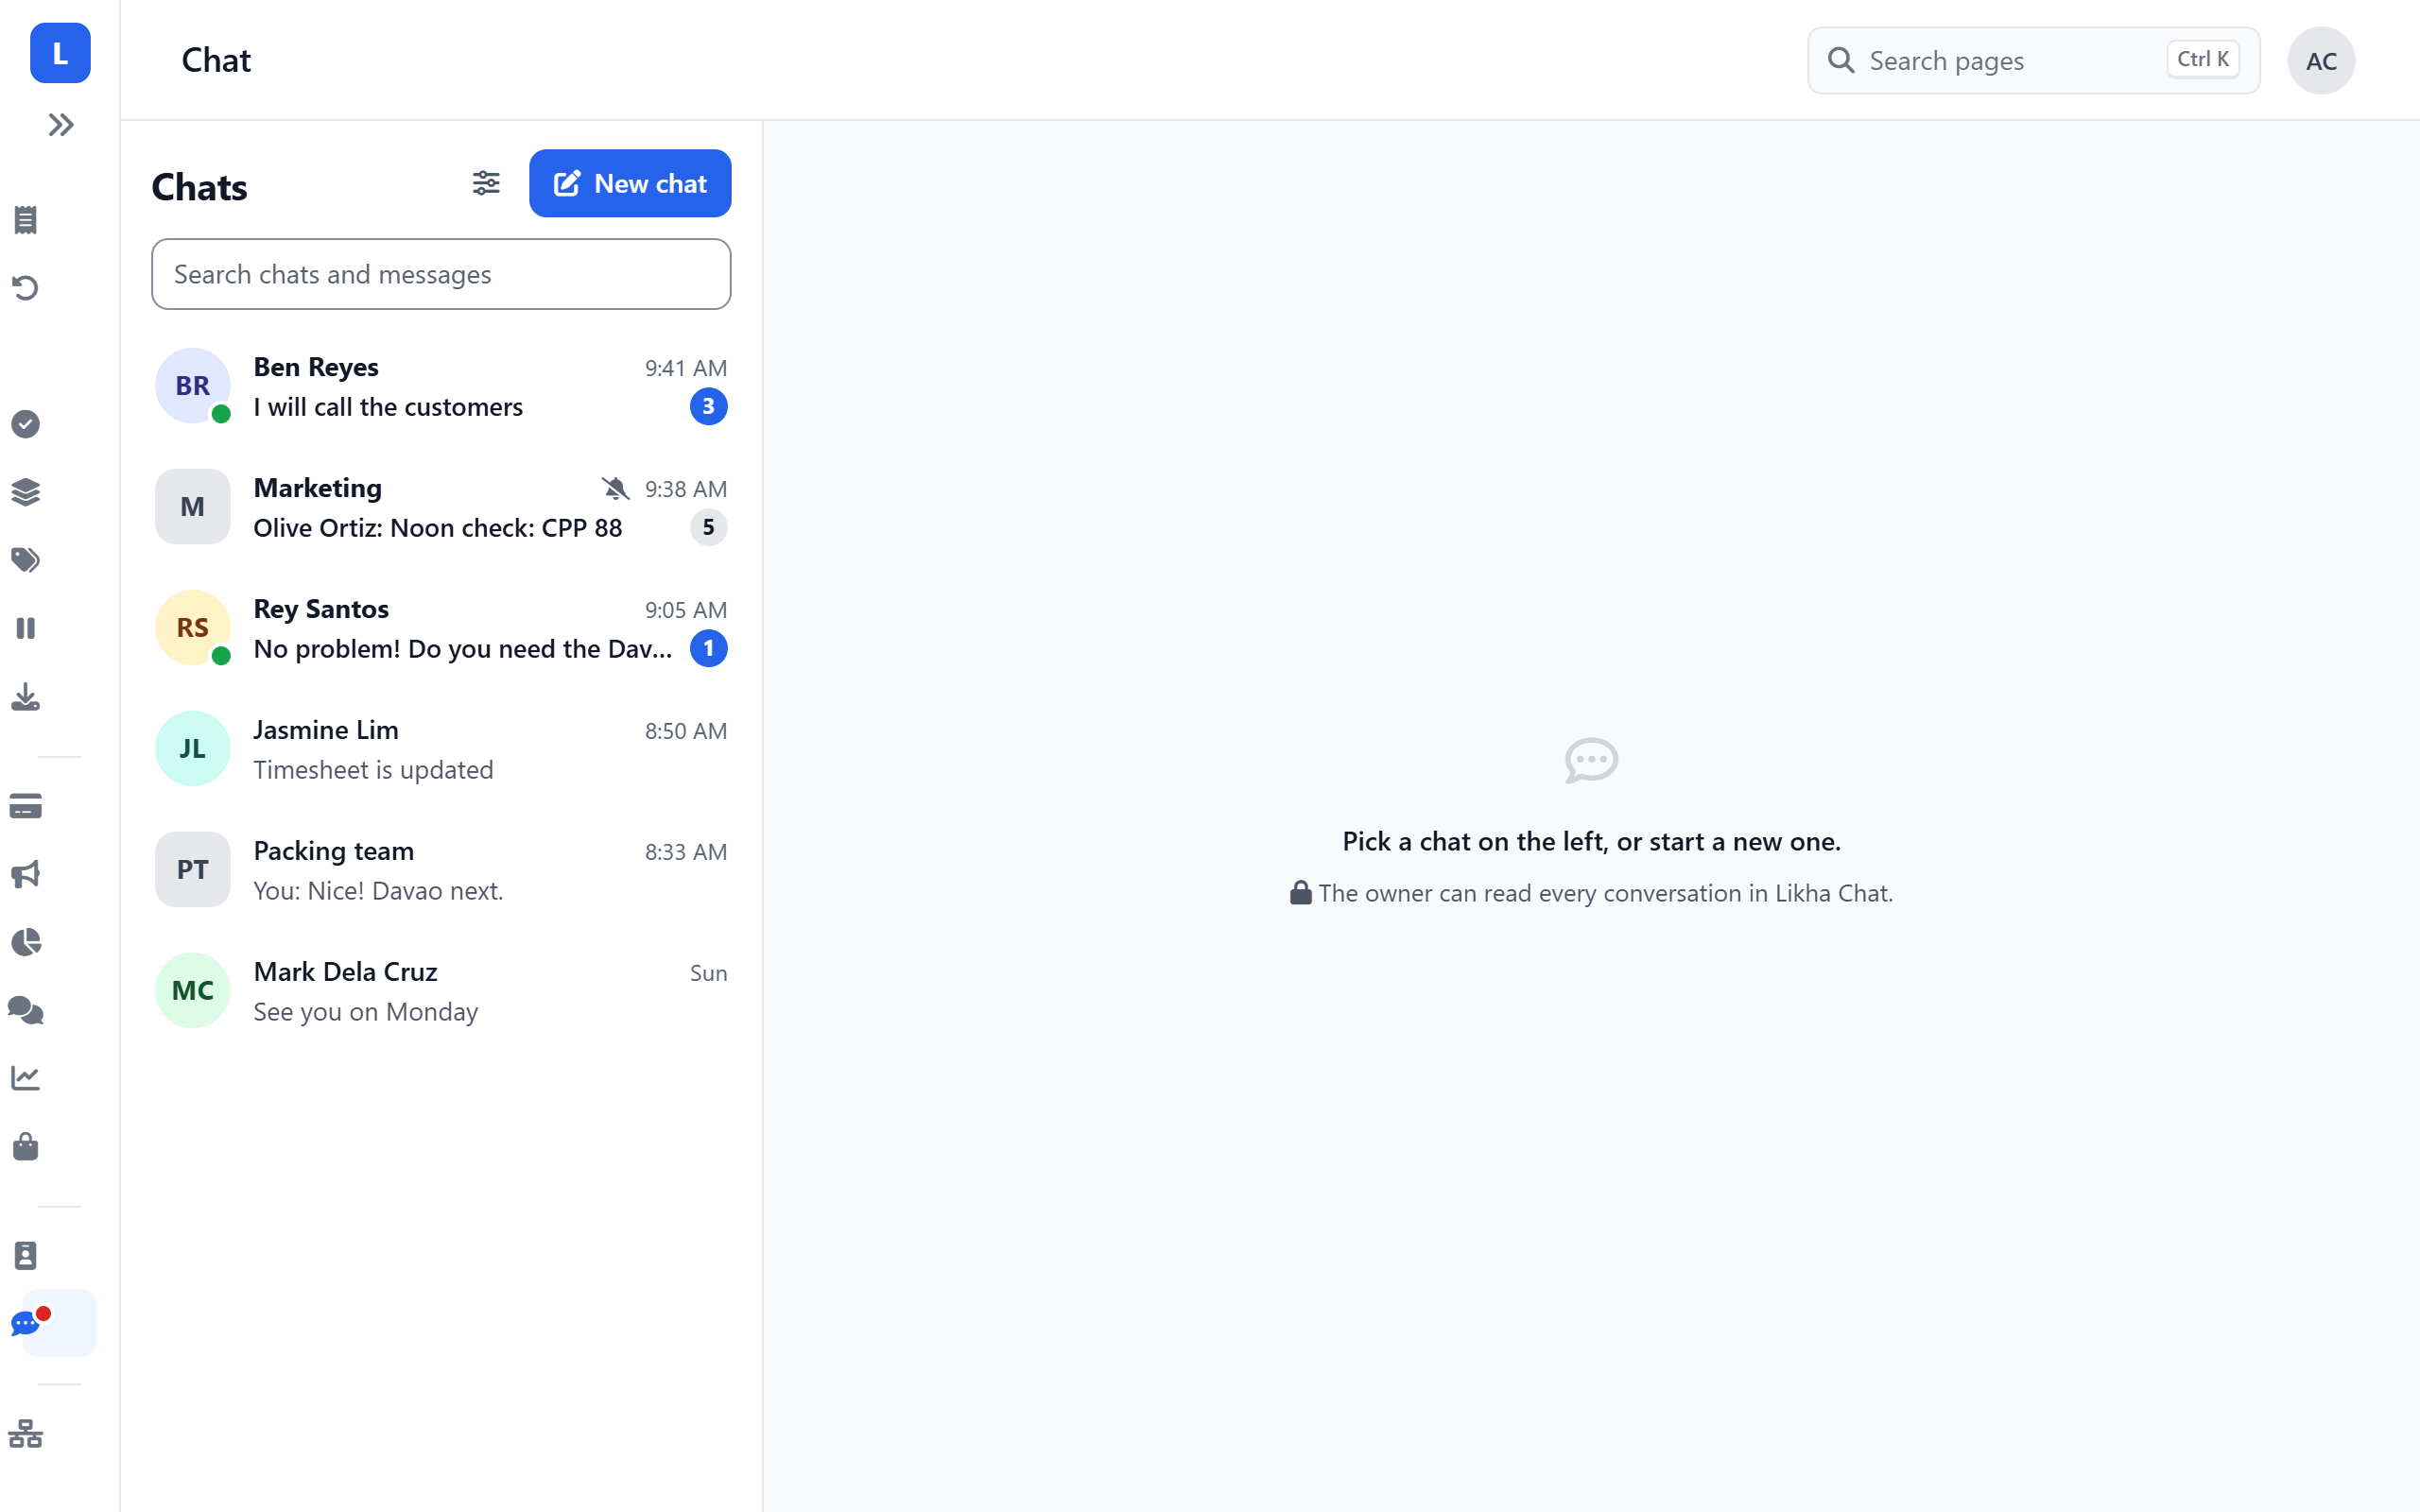 L
Chat
Search pages
Ctrl K
AC
Chats
New chat
Search chats and messages
BR
Ben Reyes
9:41 AM
I will call the customers
3
M
Marketing
9:38 AM
Olive Ortiz: Noon check: CPP 88
5
RS
Rey Santos
9:05 AM
No problem! Do you need the Dav...
1
JL
Jasmine Lim
8:50 AM
Timesheet is updated
PT
Packing team
8:33 AM
You: Nice! Davao next.
MC
Mark Dela Cruz
Sun
See you on Monday
Pick a chat on the left, or start a new one.
The owner can read every conversation in Likha Chat.